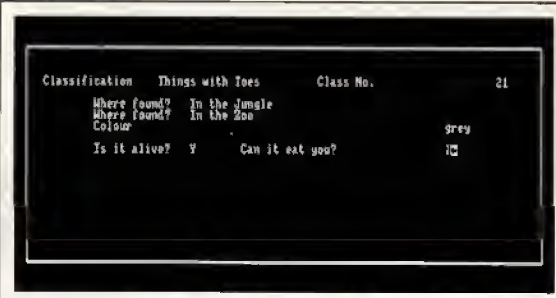 Classification Things with Toes Class No. 21
Where found? In the Jungle
Where found? In the Zoo
Colour grey
Is it alive? Y Can it eat you?